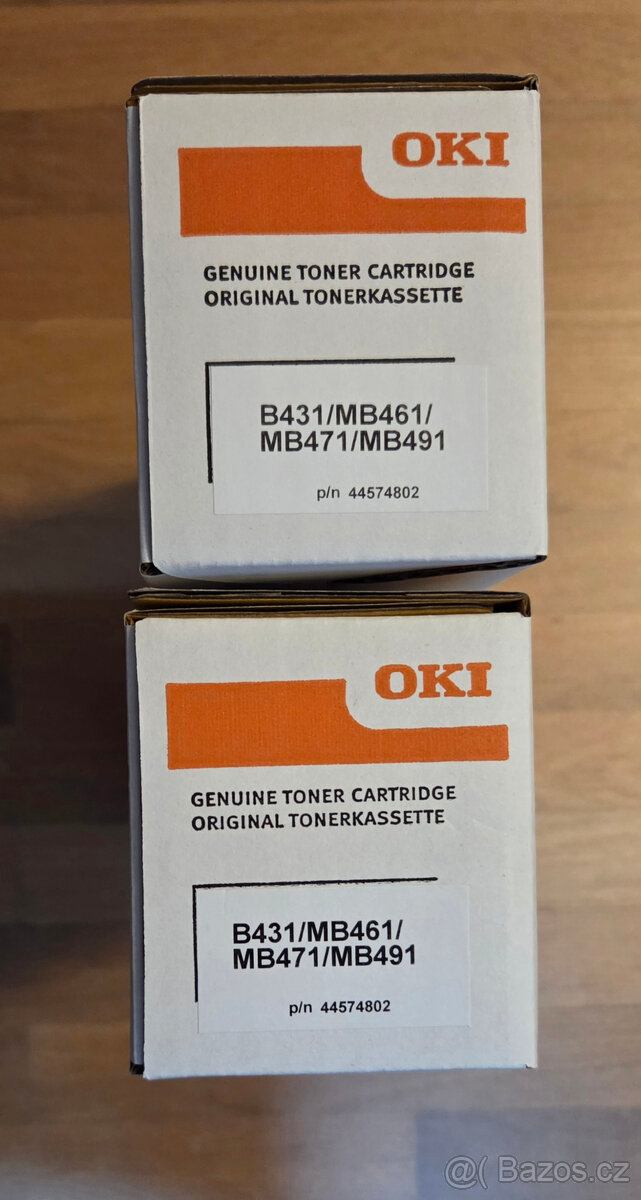 OKI
GENUINE TONER CARTRIDGE
ORIGINAL TONERKASSETTE
B431/MB461/
MB471/MB491
p/n 44574802
OKI
GENUINE TONER CARTRIDGE
ORIGINAL TONERKASSETTE
B431/MB461/
MB471/MB491
p/n 44574802
@( Bazos.cz